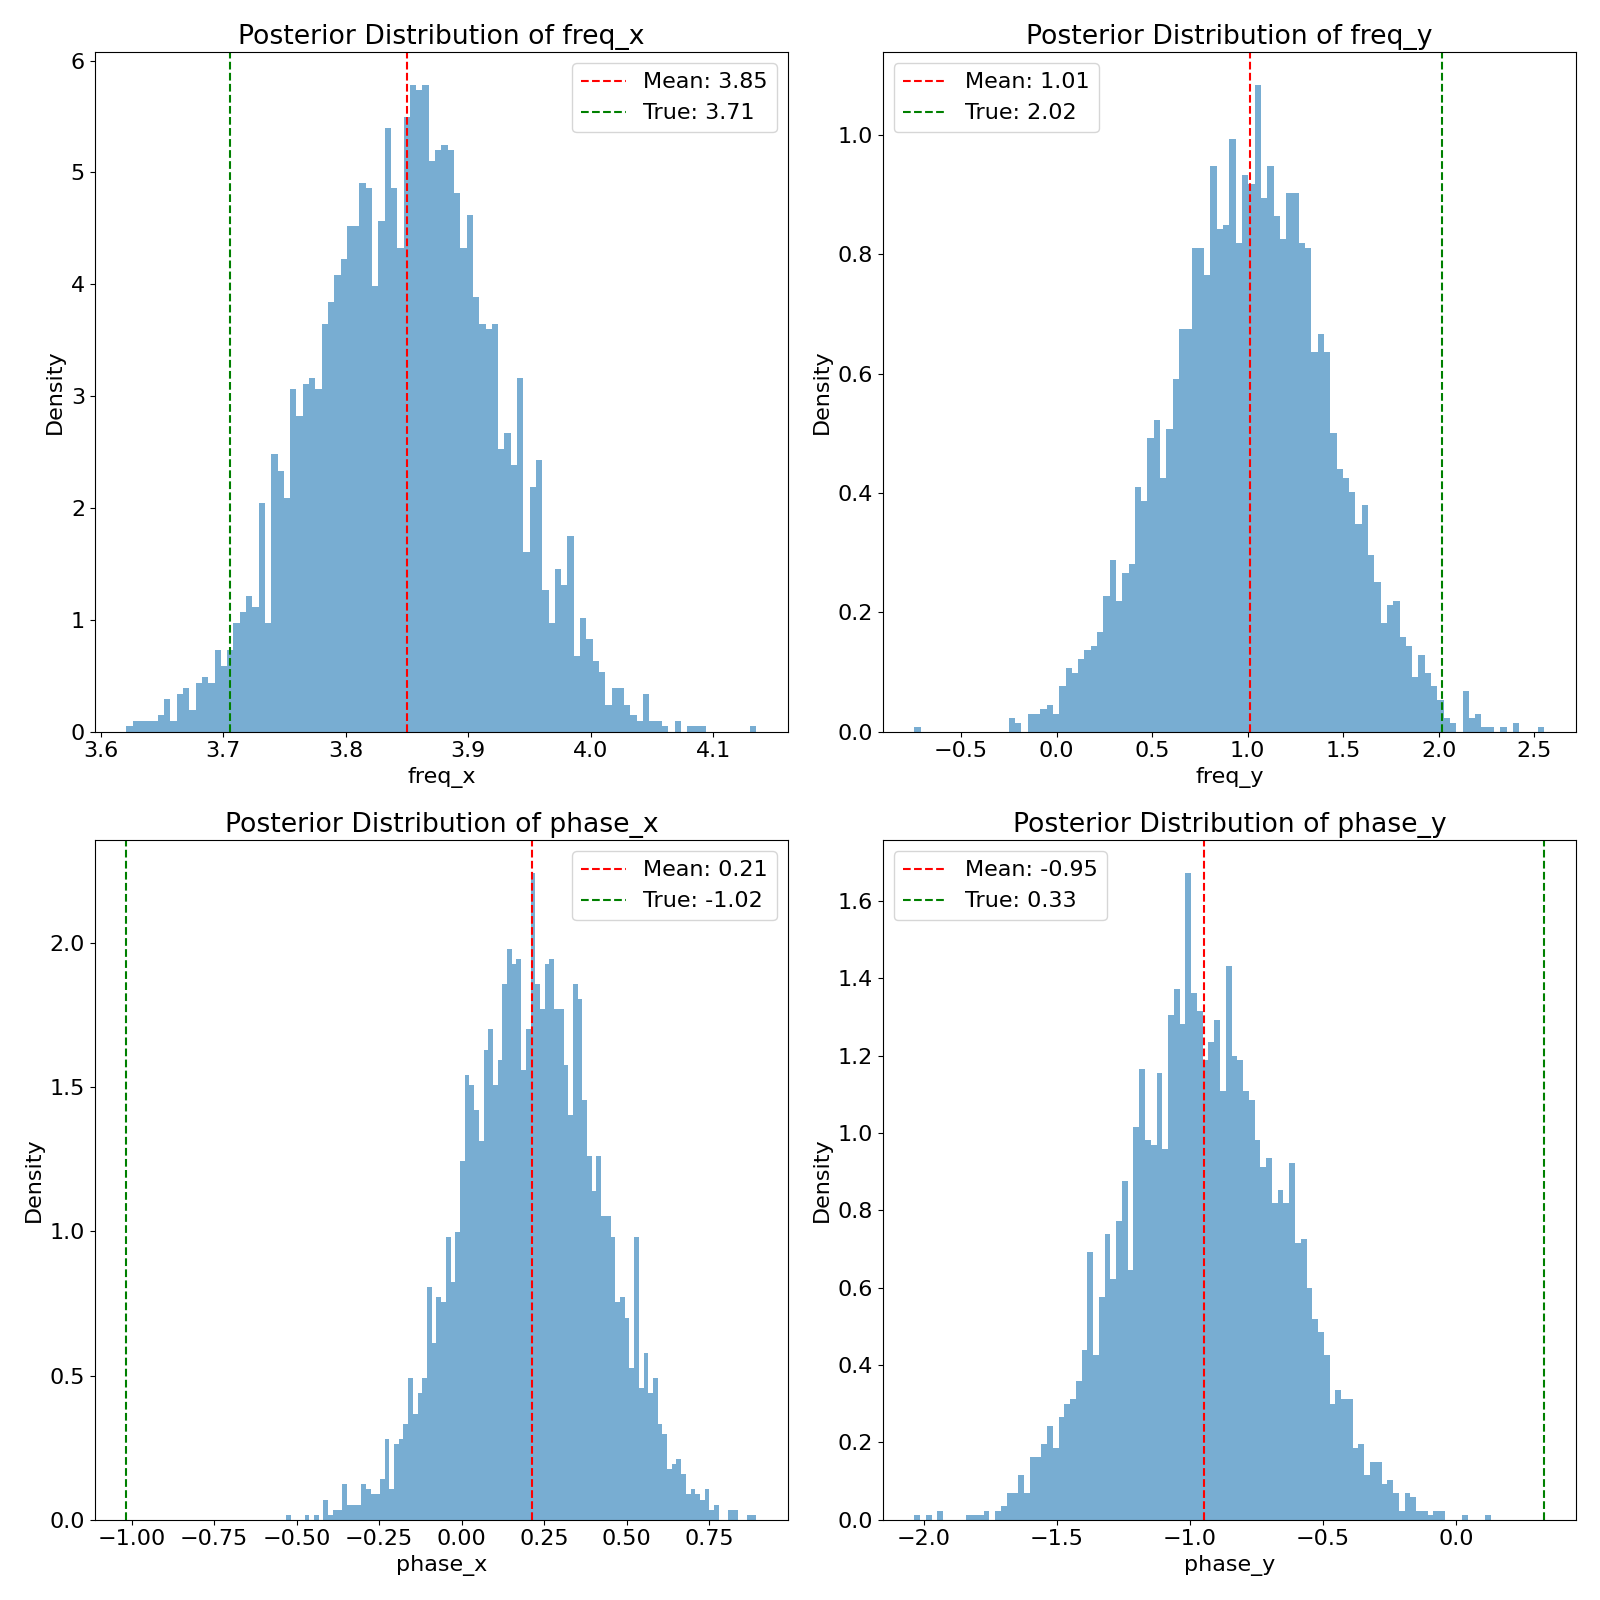 Posterior Distribution of freq_x
Mean: 3.85
True: 3.71
6
5
4
3
2
1
0
Density
3.6 3.7 3.8 3.9 4.0 4.1
freq_x
Posterior Distribution of freq_y
Mean: 1.01
True: 2.02
1.0
0.8
0.6
0.4
0.2
0.0
Density
−0.5 0.0 0.5 1.0 1.5 2.0 2.5
freq_y
Posterior Distribution of phase_x
Mean: 0.21
True: -1.02
2.0
1.5
1.0
0.5
0.0
Density
−1.00 −0.75 −0.50 −0.25 0.00 0.25 0.50 0.75
phase_x
Posterior Distribution of phase_y
Mean: -0.95
True: 0.33
1.6
1.4
1.2
1.0
0.8
0.6
0.4
0.2
0.0
Density
−2.0 −1.5 −1.0 −0.5 0.0
phase_y